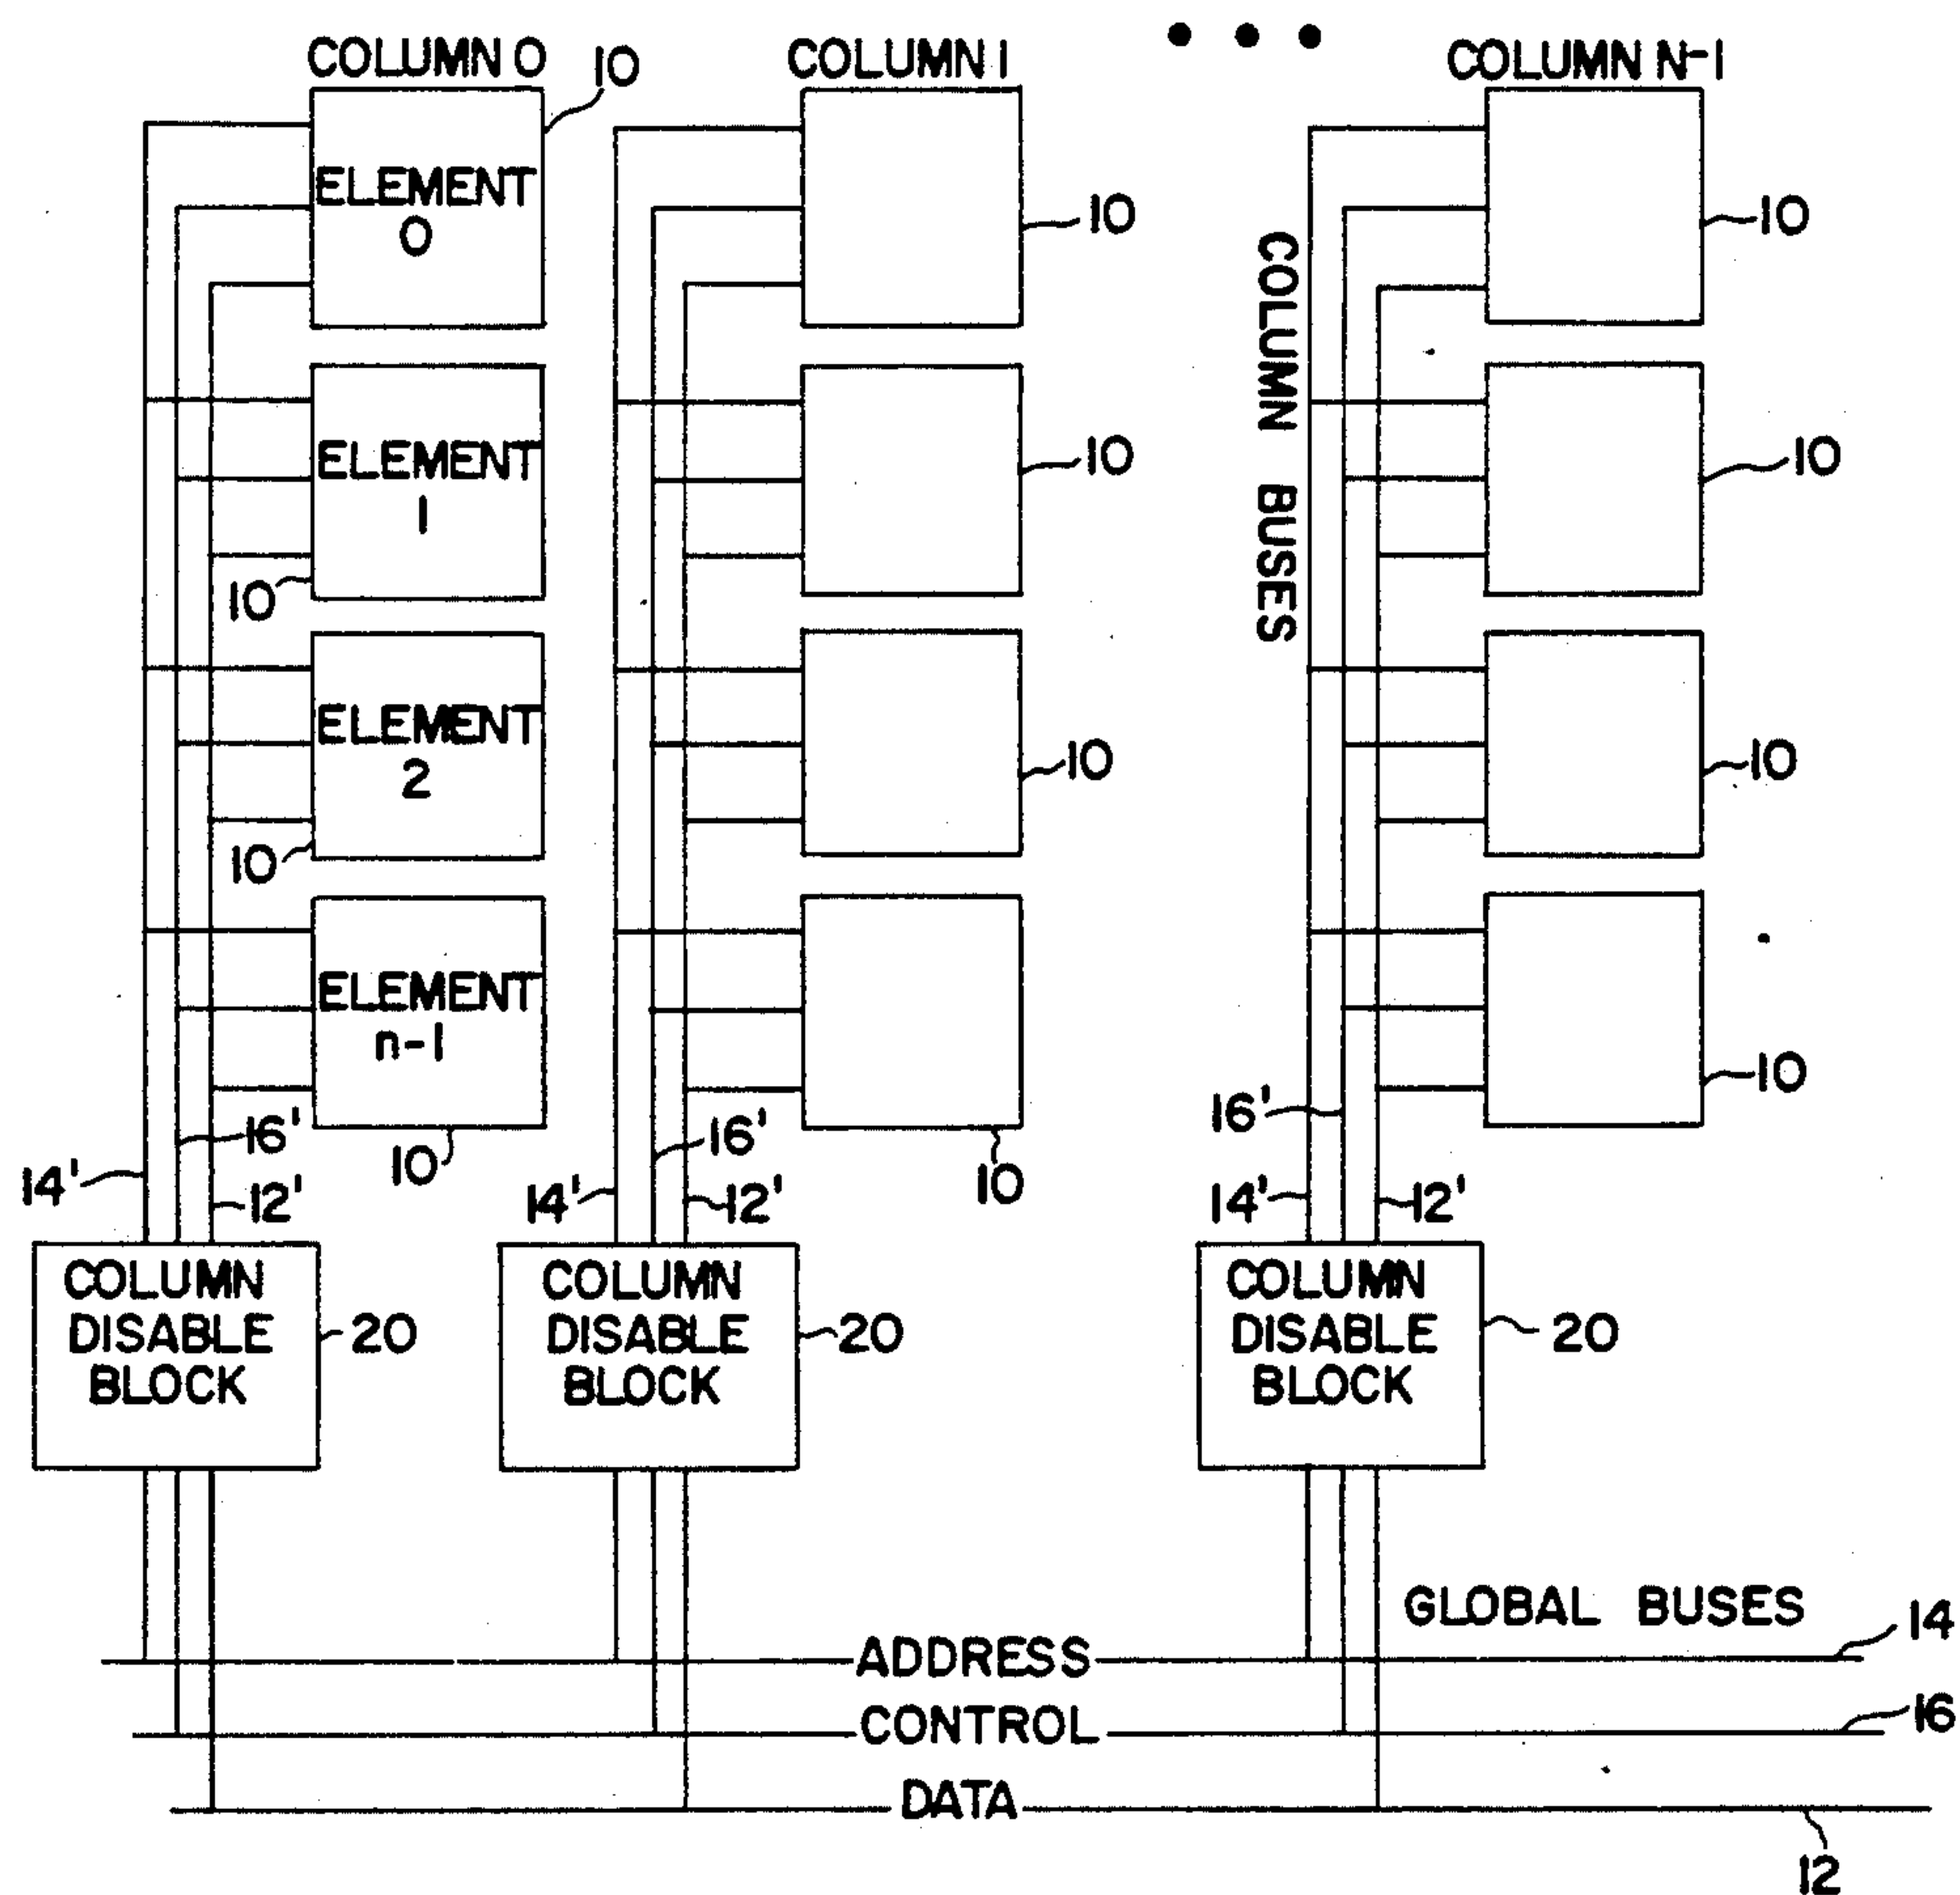 COLUMN 0
10
COLUMN 1
COLUMN N-1
ELEMENT
0
10
10
COLUMN BUSES
ELEMENT
1
10
10
10
ELEMENT
2
10
10
10
ELEMENT
n-1
10
10
10
16'
14'
12'
16'
14'
12'
16'
14'
12'
COLUMN
DISABLE
BLOCK
20
COLUMN
DISABLE
BLOCK
20
COLUMN
DISABLE
BLOCK
20
GLOBAL BUSES
ADDRESS
14
CONTROL
16
DATA
12